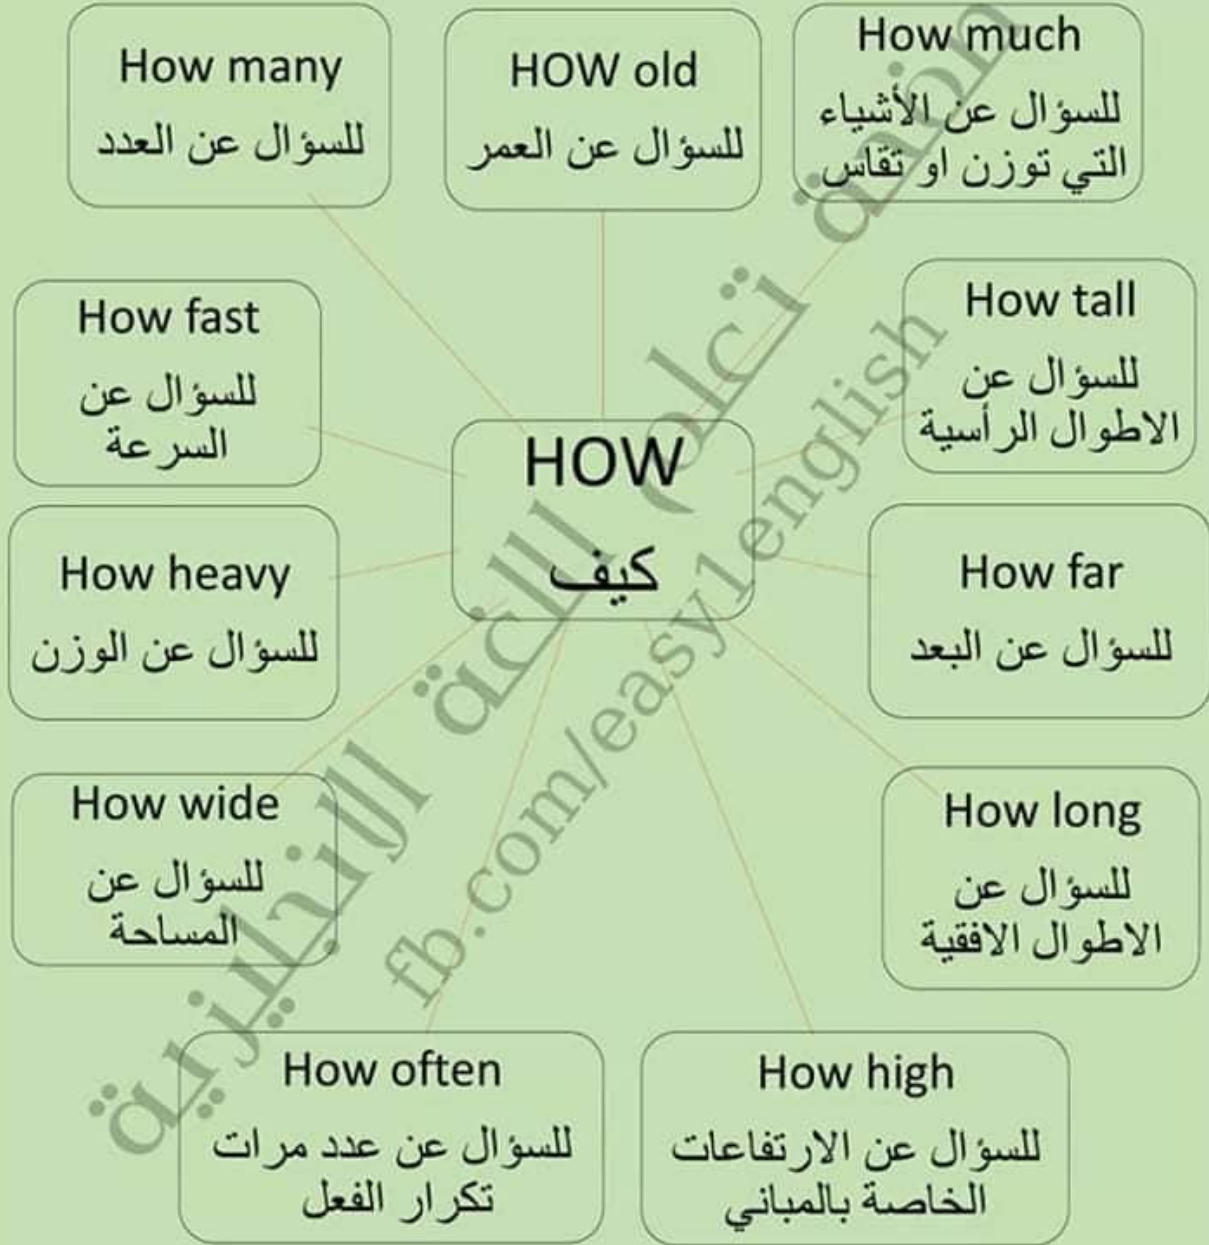 How many
للسؤال عن العدد
HOW old
للسؤال عن العمر
How much
للسؤال عن الأشياء
التي توزن او تقاس
How fast
للسؤال عن
السرعة
How tall
للسؤال عن
الاطوال الرأسية
HOW
كيف
How heavy
للسؤال عن الوزن
How far
للسؤال عن البعد
How wide
للسؤال عن
المساحة
How long
للسؤال عن
الاطوال الافقية
How often
للسؤال عن عدد مرات
تكرار الفعل
How high
للسؤال عن الارتفاعات
الخاصة بالمباني
تعلم اللغة الإنجليزية
fb.com/easy1english